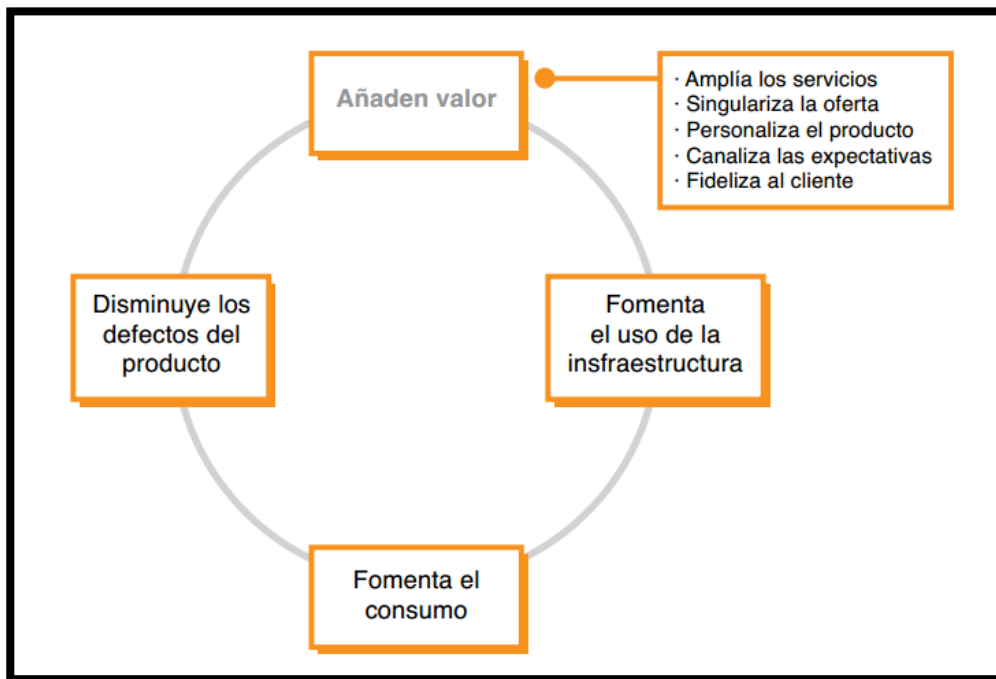 Añaden valor
· Amplía los servicios
· Singulariza la oferta
· Personaliza el producto
· Canaliza las expectativas
· Fideliza al cliente
Disminuye los
defectos del
producto
Fomenta
el uso de la
insfraestructura
Fomenta el
consumo